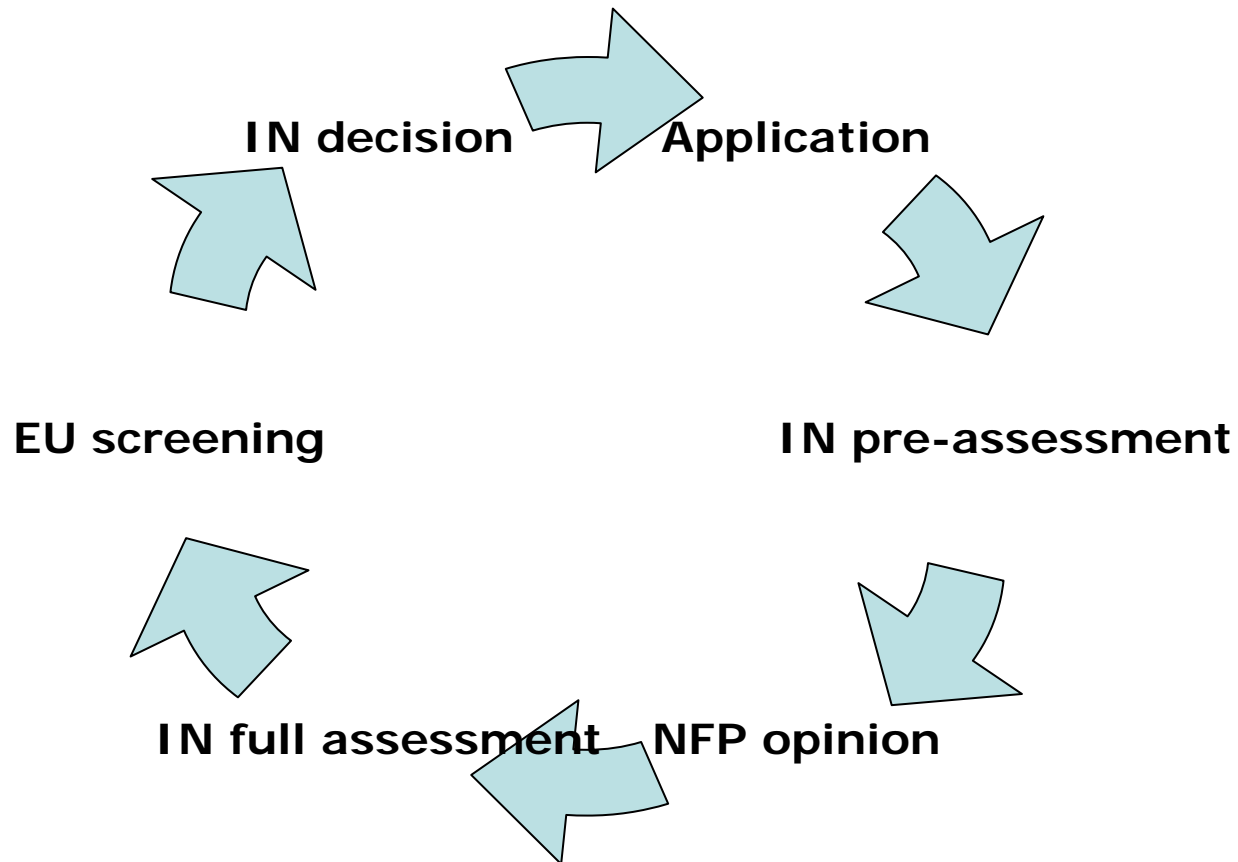 IN decision
Application
EU screening
IN pre-assessment
IN full assessment
NFP opinion